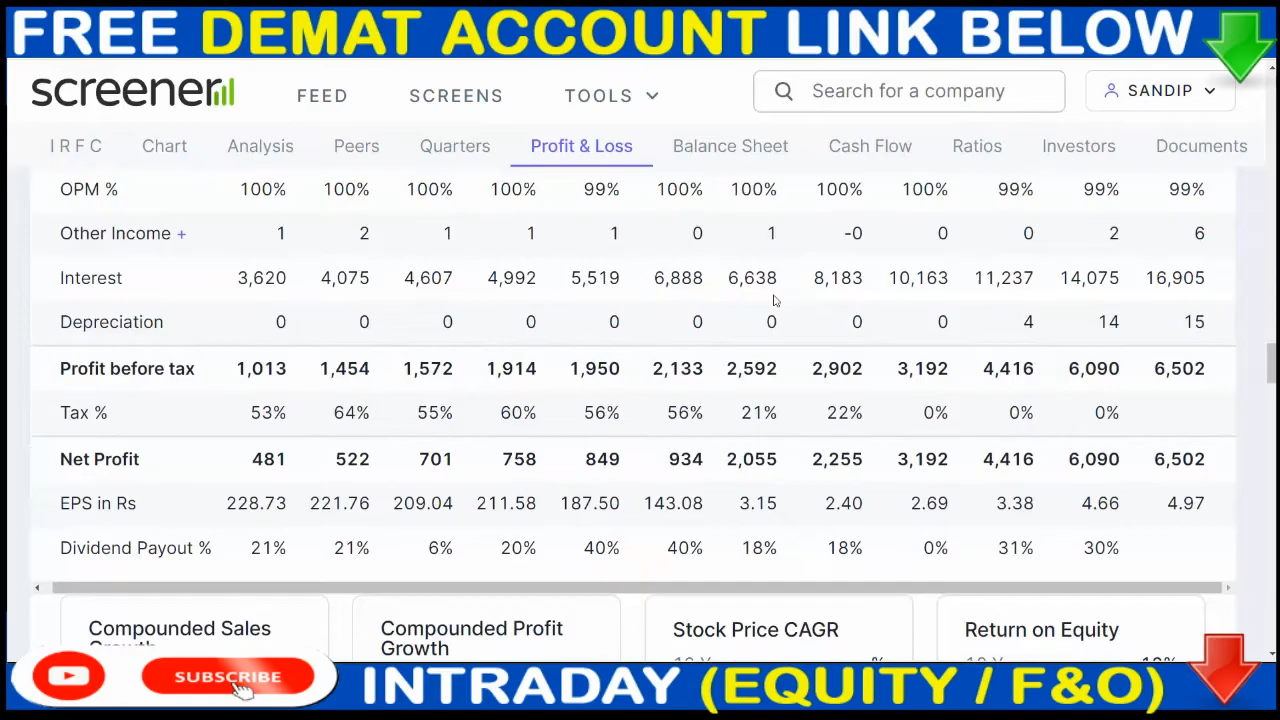 FREE DEMAT ACCOUNT LINK BELOW
screener FEED SCREENS TOOLS Search for a company SANDIP
I R F C Chart Analysis Peers Quarters Profit & Loss Balance Sheet Cash Flow Ratios Investors Documents
OPM % 100% 100% 100% 100% 99% 100% 100% 100% 100% 99% 99% 99%
Other Income + 1 2 1 1 1 0 1 -0 0 0 2 6
Interest 3,620 4,075 4,607 4,992 5,519 6,888 6,638 8,183 10,163 11,237 14,075 16,905
Depreciation 0 0 0 0 0 0 0 0 0 4 14 15
Profit before tax 1,013 1,454 1,572 1,914 1,950 2,133 2,592 2,902 3,192 4,416 6,090 6,502
Tax % 53% 64% 55% 60% 56% 56% 21% 22% 0% 0% 0%
Net Profit 481 522 701 758 849 934 2,055 2,255 3,192 4,416 6,090 6,502
EPS in Rs 228.73 221.76 209.04 211.58 187.50 143.08 3.15 2.40 2.69 3.38 4.66 4.97
Dividend Payout % 21% 21% 6% 20% 40% 40% 18% 18% 0% 31% 30%
Compounded Sales Compounded Profit Stock Price CAGR Return on Equity
Growth Growth
SUBSCRIBE INTRADAY (EQUITY / F&O)